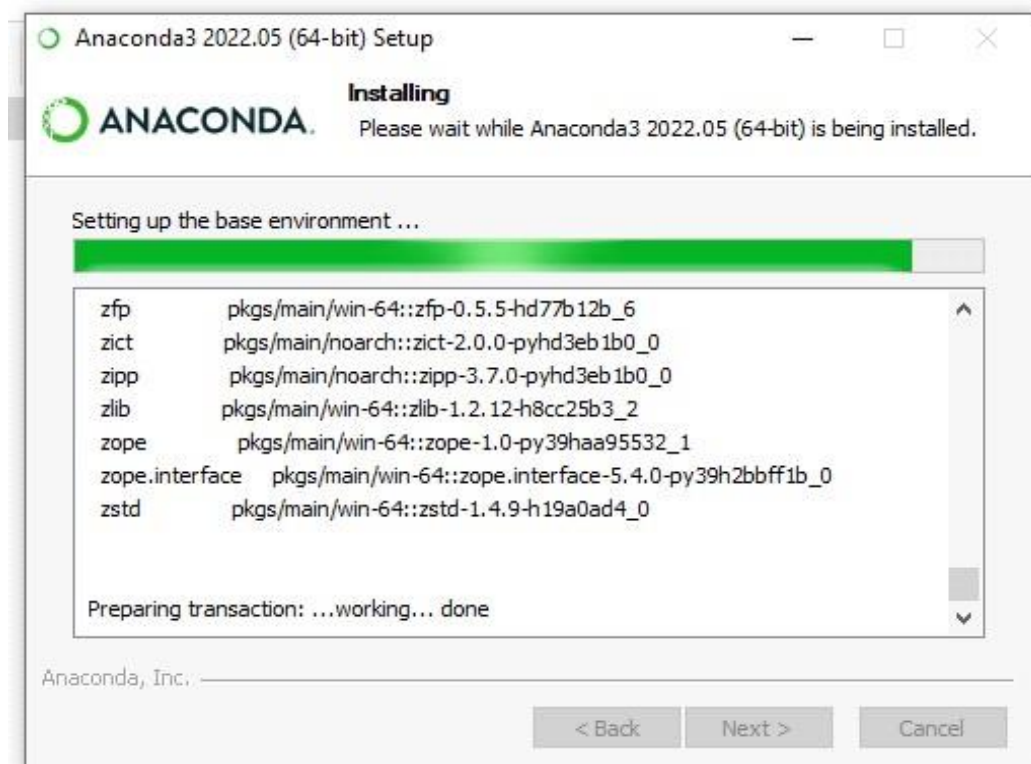 Anaconda3 2022.05 (64-bit) Setup
ANACONDA.
Installing
Please wait while Anaconda3 2022.05 (64-bit) is being installed.
Setting up the base environment ...
zfp pkgs/main/win-64::zfp-0.5.5-hd77b12b_6
zict pkgs/main/noarch::zict-2.0.0-pyhd3eb1b0_0
zipp pkgs/main/noarch::zipp-3.7.0-pyhd3eb1b0_0
zlib pkgs/main/win-64::zlib-1.2.12-h8cc25b3_2
zope pkgs/main/win-64::zope-1.0-py39haa95532_1
zope.interface pkgs/main/win-64::zope.interface-5.4.0-py39h2bbff1b_0
zstd pkgs/main/win-64::zstd-1.4.9-h19a0ad4_0
Preparing transaction: ...working... done
Anaconda, Inc.
< Back Next > Cancel